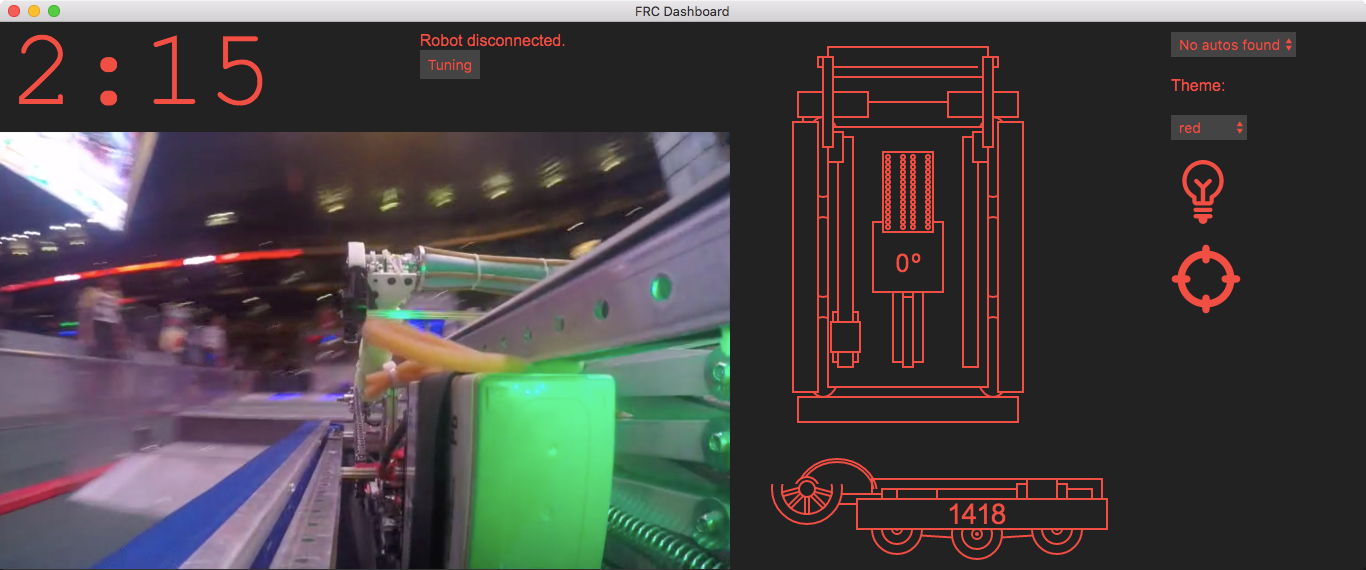 FRC Dashboard
2:15
Robot disconnected.
Tuning
0°
1418
No autos found
Theme:
red